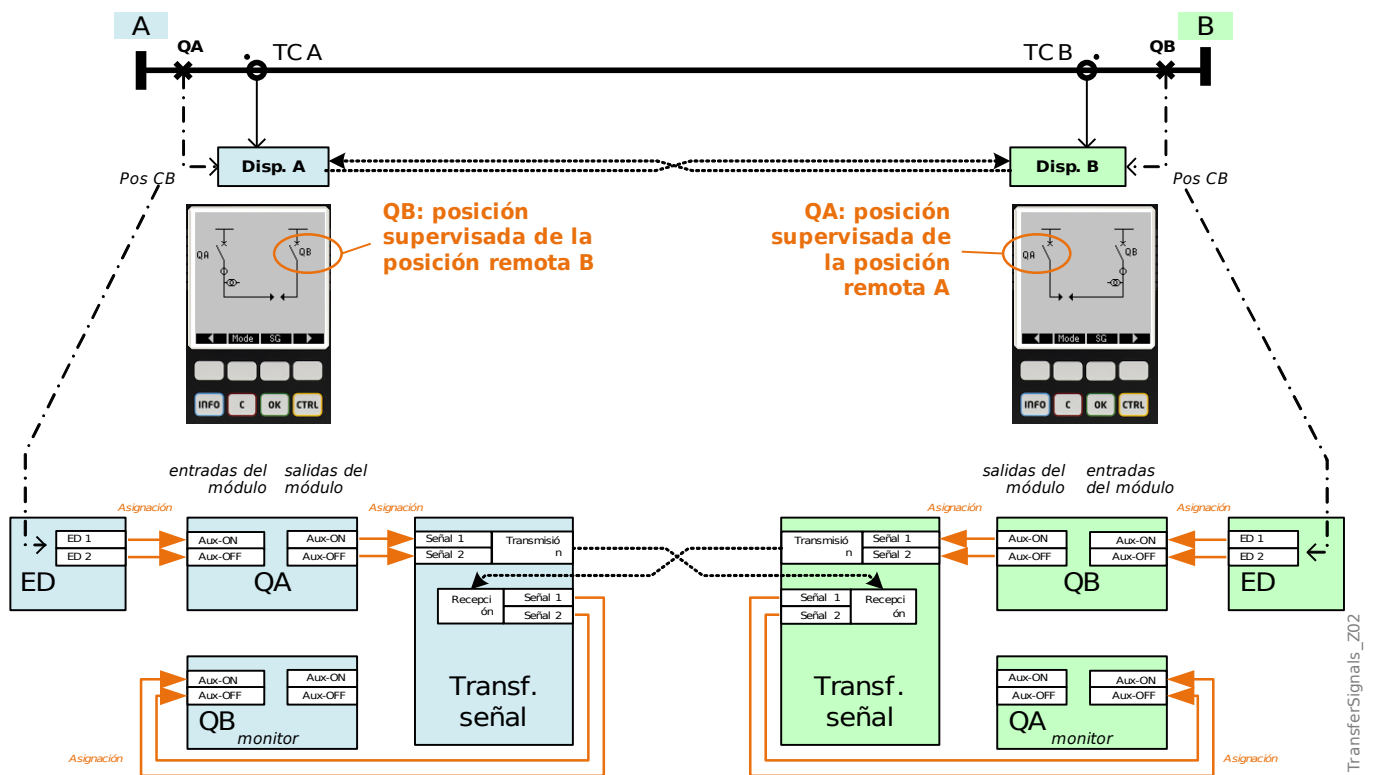 A
B
QA
TC A
TC B
QB
Disp. A
Disp. B
Pos CB
Pos CB
QB: posición
supervisada de la
posición remota B
QA: posición
supervisada de
la posición
remota A
QA
QB
Mode
SG
INFO
C
OK
CTRL
QA
QB
Mode
SG
INFO
C
OK
CTRL
entradas del
módulo
salidas del
módulo
salidas del
módulo
entradas
del módulo
Asignación
Asignación
Asignación
Asignación
ED 1
ED 2
ED
Aux-ON
Aux-OFF
Aux-ON
Aux-OFF
QA
Señal 1
Señal 2
Transmisió
n
Recepci
ón
Señal 1
Señal 2
Transf.
señal
Transmisió
n
Señal 1
Señal 2
Señal 1
Señal 2
Recepci
ón
Transf.
señal
Aux-ON
Aux-OFF
Aux-ON
Aux-OFF
QB
ED 1
ED 2
ED
Aux-ON
Aux-OFF
Aux-ON
Aux-OFF
QB
monitor
Aux-ON
Aux-OFF
Aux-ON
Aux-OFF
QA
monitor
Asignación
Asignación
TransferSignals_Z02